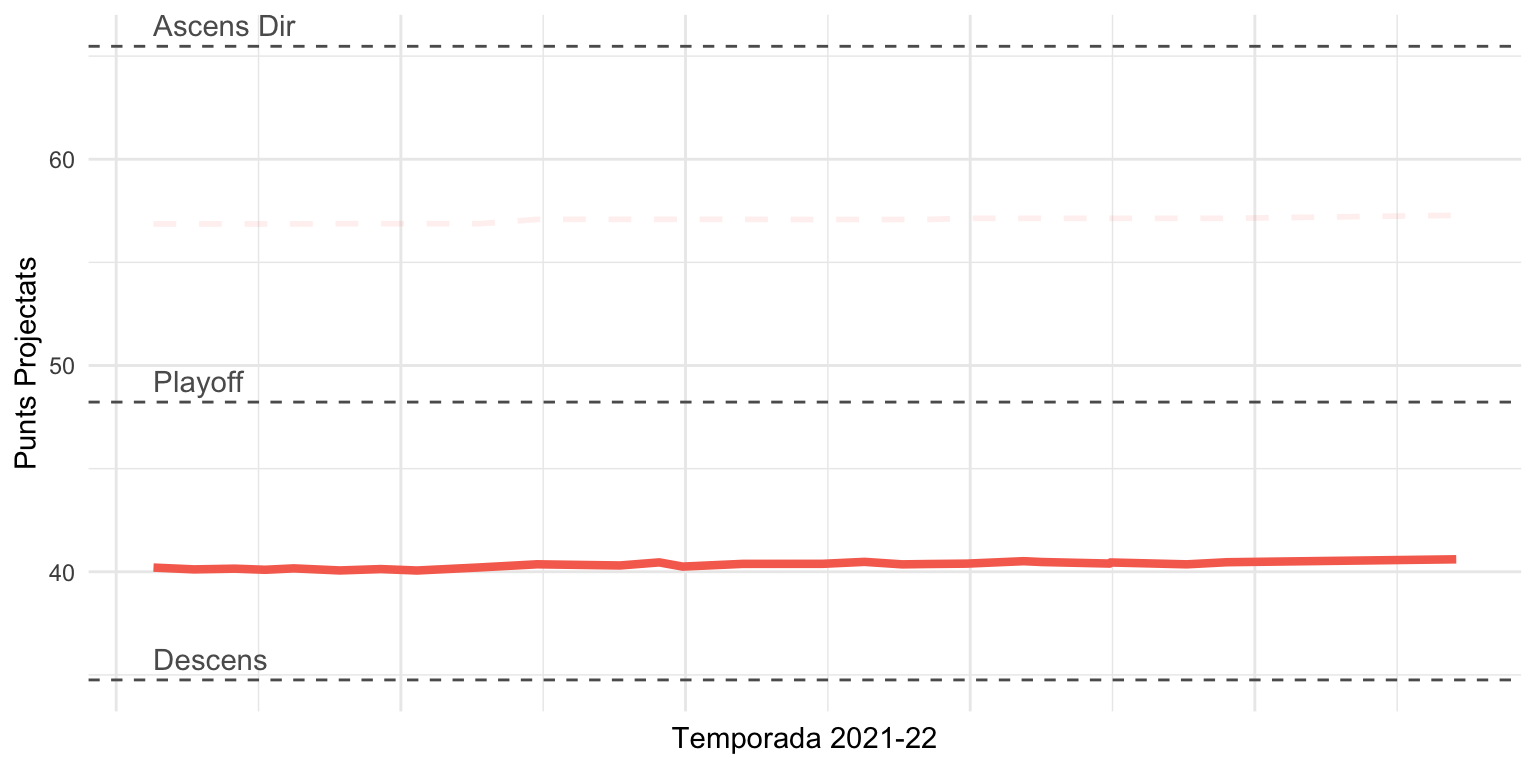 Ascens Dir
60
50
Playoff
40
Descens
Punts Projectats
Temporada 2021-22